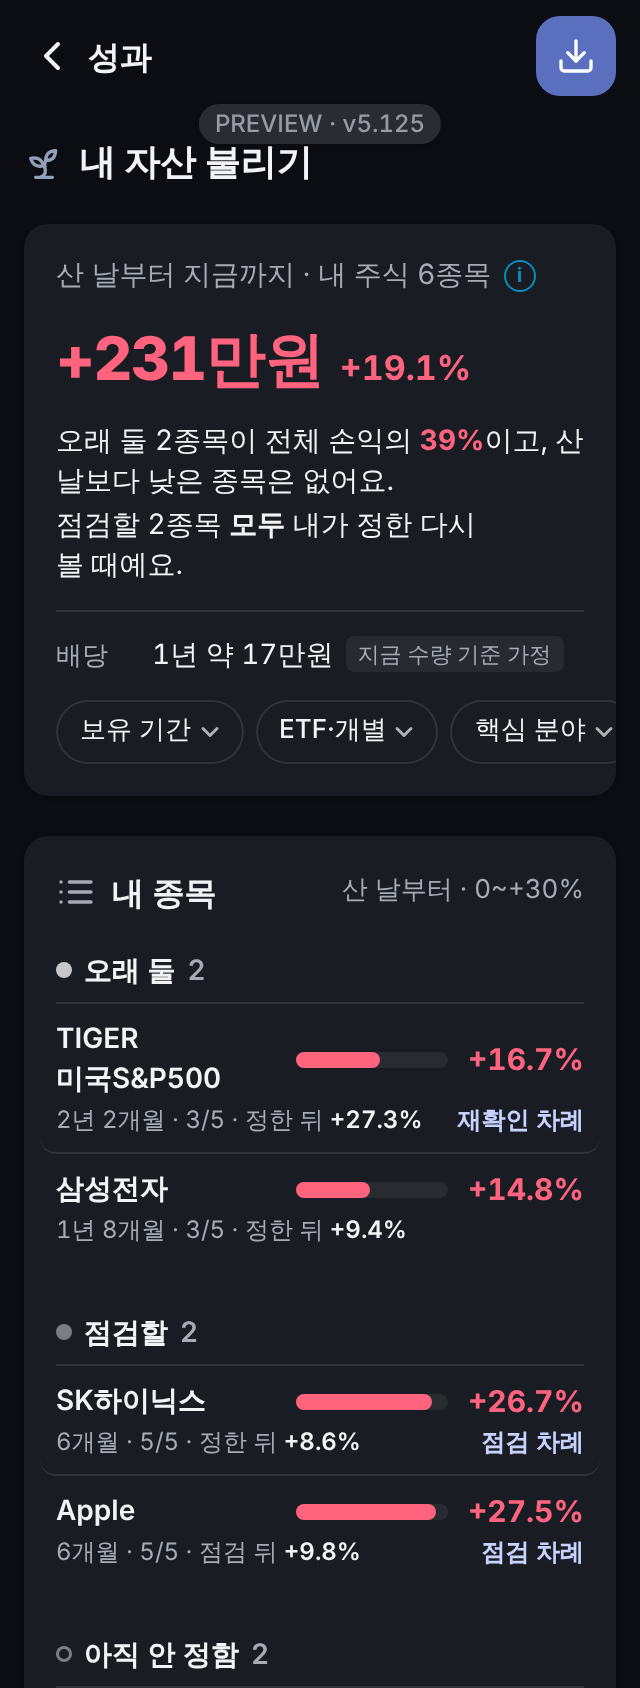 성과
PREVIEW · v5.125
내 자산 불리기
산 날부터 지금까지 · 내 주식 6종목 i
+231만원 +19.1%
오래 둘 2종목이 전체 손익의 39%이고, 산
날보다 낮은 종목은 없어요.
점검할 2종목 모두 내가 정한 다시
볼 때예요.
배당 1년 약 17만원 지금 수량 기준 가정
보유 기간 ETF·개별 핵심 분야
내 종목 산 날부터 · 0~+30%
오래 둘 2
TIGER
미국S&P500 +16.7%
2년 2개월 · 3/5 · 정한 뒤 +27.3% 재확인 차례
삼성전자 +14.8%
1년 8개월 · 3/5 · 정한 뒤 +9.4%
점검할 2
SK하이닉스 +26.7%
6개월 · 5/5 · 정한 뒤 +8.6% 점검 차례
Apple +27.5%
6개월 · 5/5 · 점검 뒤 +9.8% 점검 차례
아직 안 정함 2